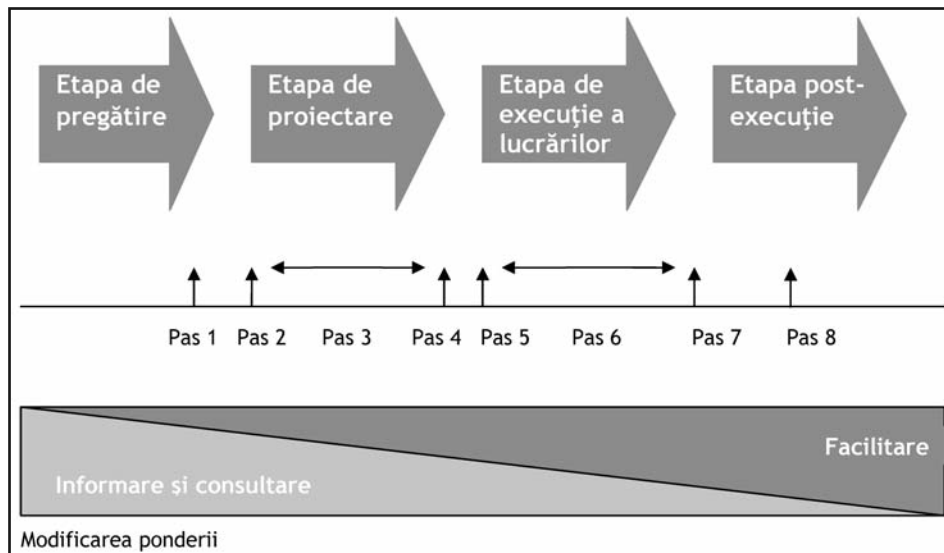 Etapa de
pregătire
Etapa de
proiectare
Etapa de
execuţie a
lucrărilor
Etapa post-
execuţie
Pas 1
Pas 2
Pas 3
Pas 4
Pas 5
Pas 6
Pas 7
Pas 8
Facilitare
Informare şi consultare
Modificarea ponderii